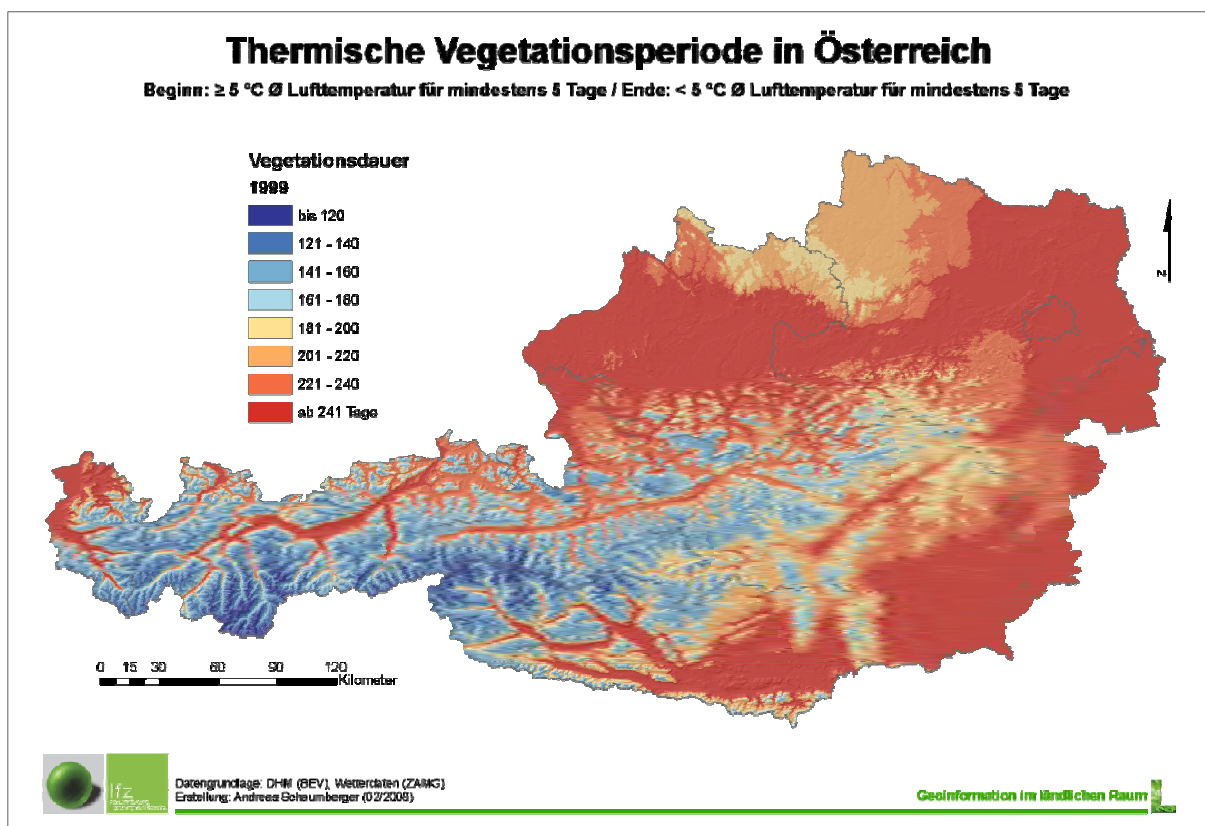 Thermische Vegetationsperiode in Österreich
Beginn: ≥ 5 °C Ø Lufttemperatur für mindestens 5 Tage / Ende: < 5 °C Ø Lufttemperatur für mindestens 5 Tage
Vegetationsdauer
1999
bis 120
121 - 140
141 - 160
161 - 180
181 - 200
201 - 220
221 - 240
ab 241 Tage
N
0 15 30 60 90 120
Kilometer
lfz
Datengrundlage: DHM (BEV), Wetterdaten (ZAMG)
Erstellung: Andreas Schaumberger (02/2008)
Geoinformation im ländlichen Raum